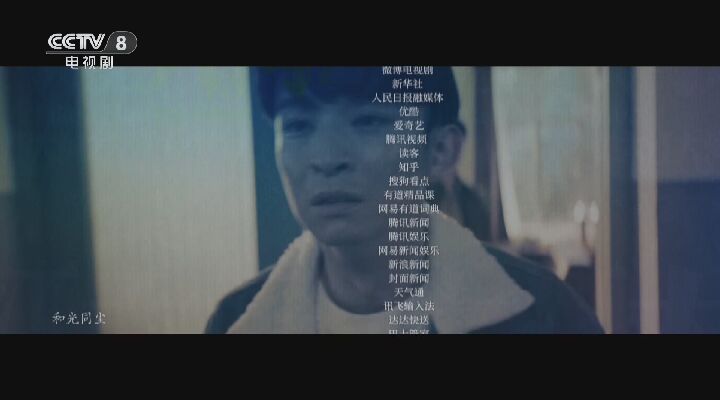 CCTV 8
电视剧
微博电视剧
新华社
人民日报融媒体
优酷
爱奇艺
腾讯视频
读客
知乎
搜狗看点
有道精品课
网易有道词典
腾讯新闻
腾讯娱乐
网易新闻娱乐
新浪新闻
封面新闻
天气通
讯飞输入法
达达快送
和光同尘